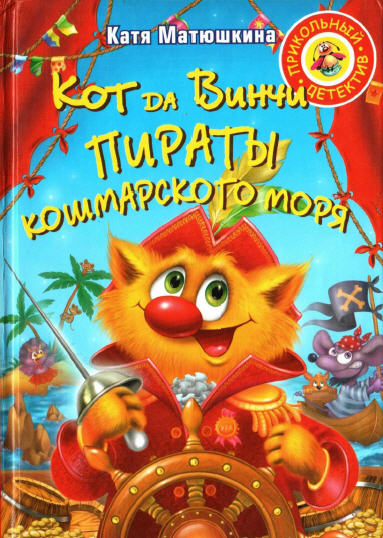 Катя Матюшкина
ПРИКОЛЬНЫЙ
ДЕТЕКТИВ
Кот да Винчи
ПИРАТЫ
КОШМАРСКОГО МОРЯ